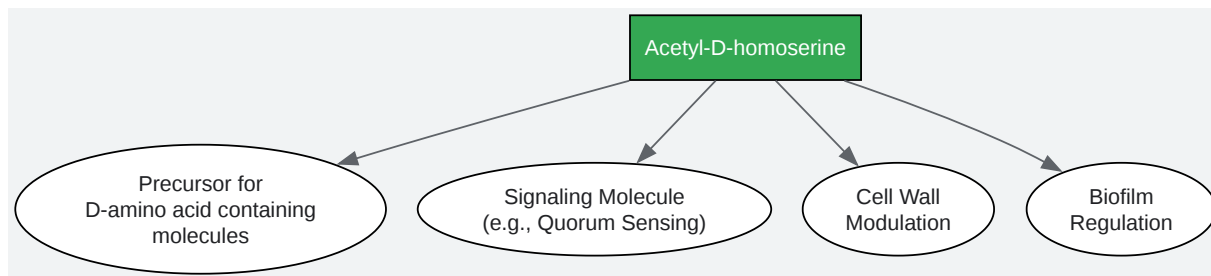 Acetyl-D-homoserine
Precursor for
D-amino acid containing
molecules
Signaling Molecule
(e.g., Quorum Sensing)
Cell Wall
Modulation
Biofilm
Regulation